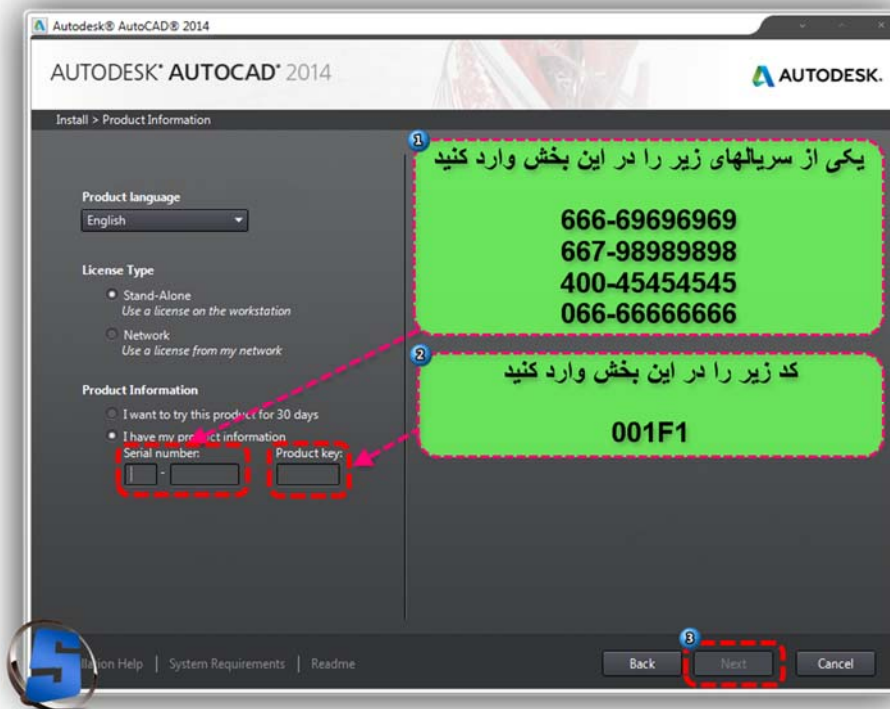 Autodesk® AutoCAD® 2014
AUTODESK® AUTOCAD® 2014
AUTODESK.
Install > Product Information
1
یکی از سریالهای زیر را در این بخش وارد کنید
666-69696969
667-98989898
400-45454545
066-66666666
Product language
English
License Type
Stand-Alone
Use a license on the workstation
Network
Use a license from my network
2
کد زیر را در این بخش وارد کنید
001F1
Product Information
I want to try this product for 30 days
I have my product information
Serial number:
Product key:
-
3
Help | System Requirements | Readme
Back
Next
Cancel
S